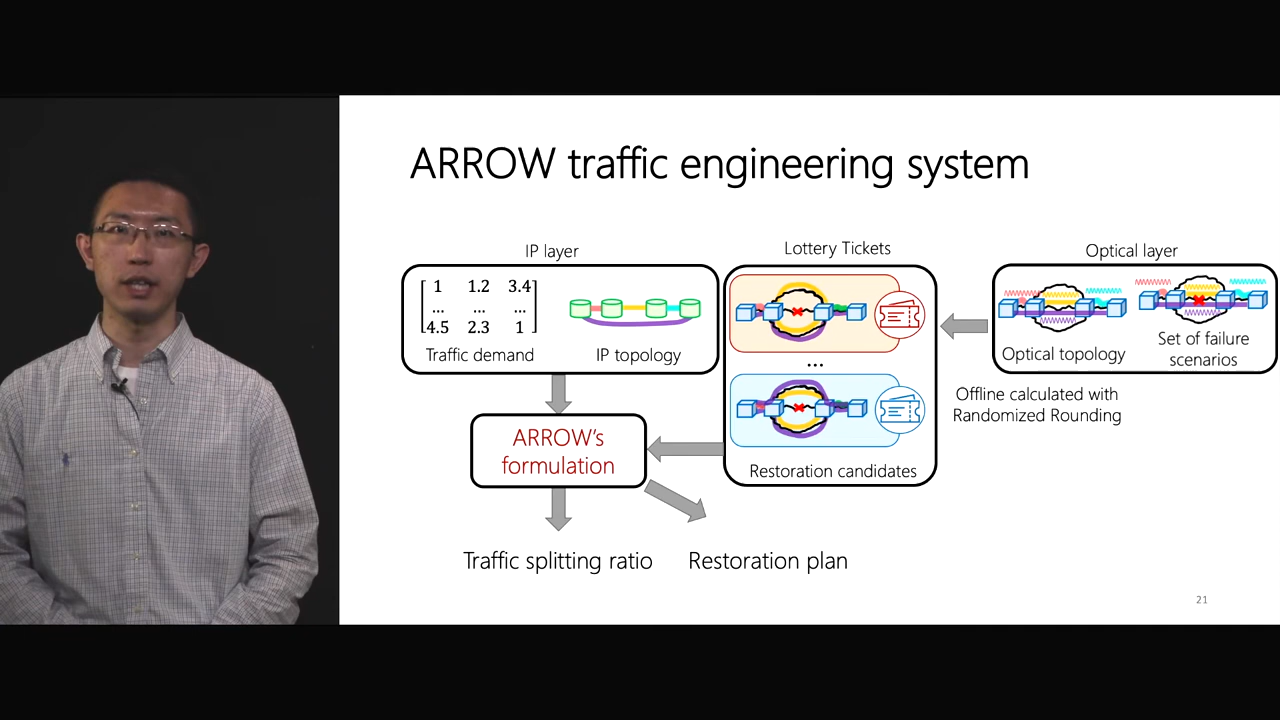 ARROW traffic engineering system
IP layer
Lottery Tickets
Optical layer
1 1.2 3.4
... ... ...
4.5 2.3 1
Traffic demand
IP topology
...
Restoration candidates
Optical topology
Set of failure
scenarios
Offline calculated with
Randomized Rounding
ARROW's
formulation
Traffic splitting ratio
Restoration plan
21